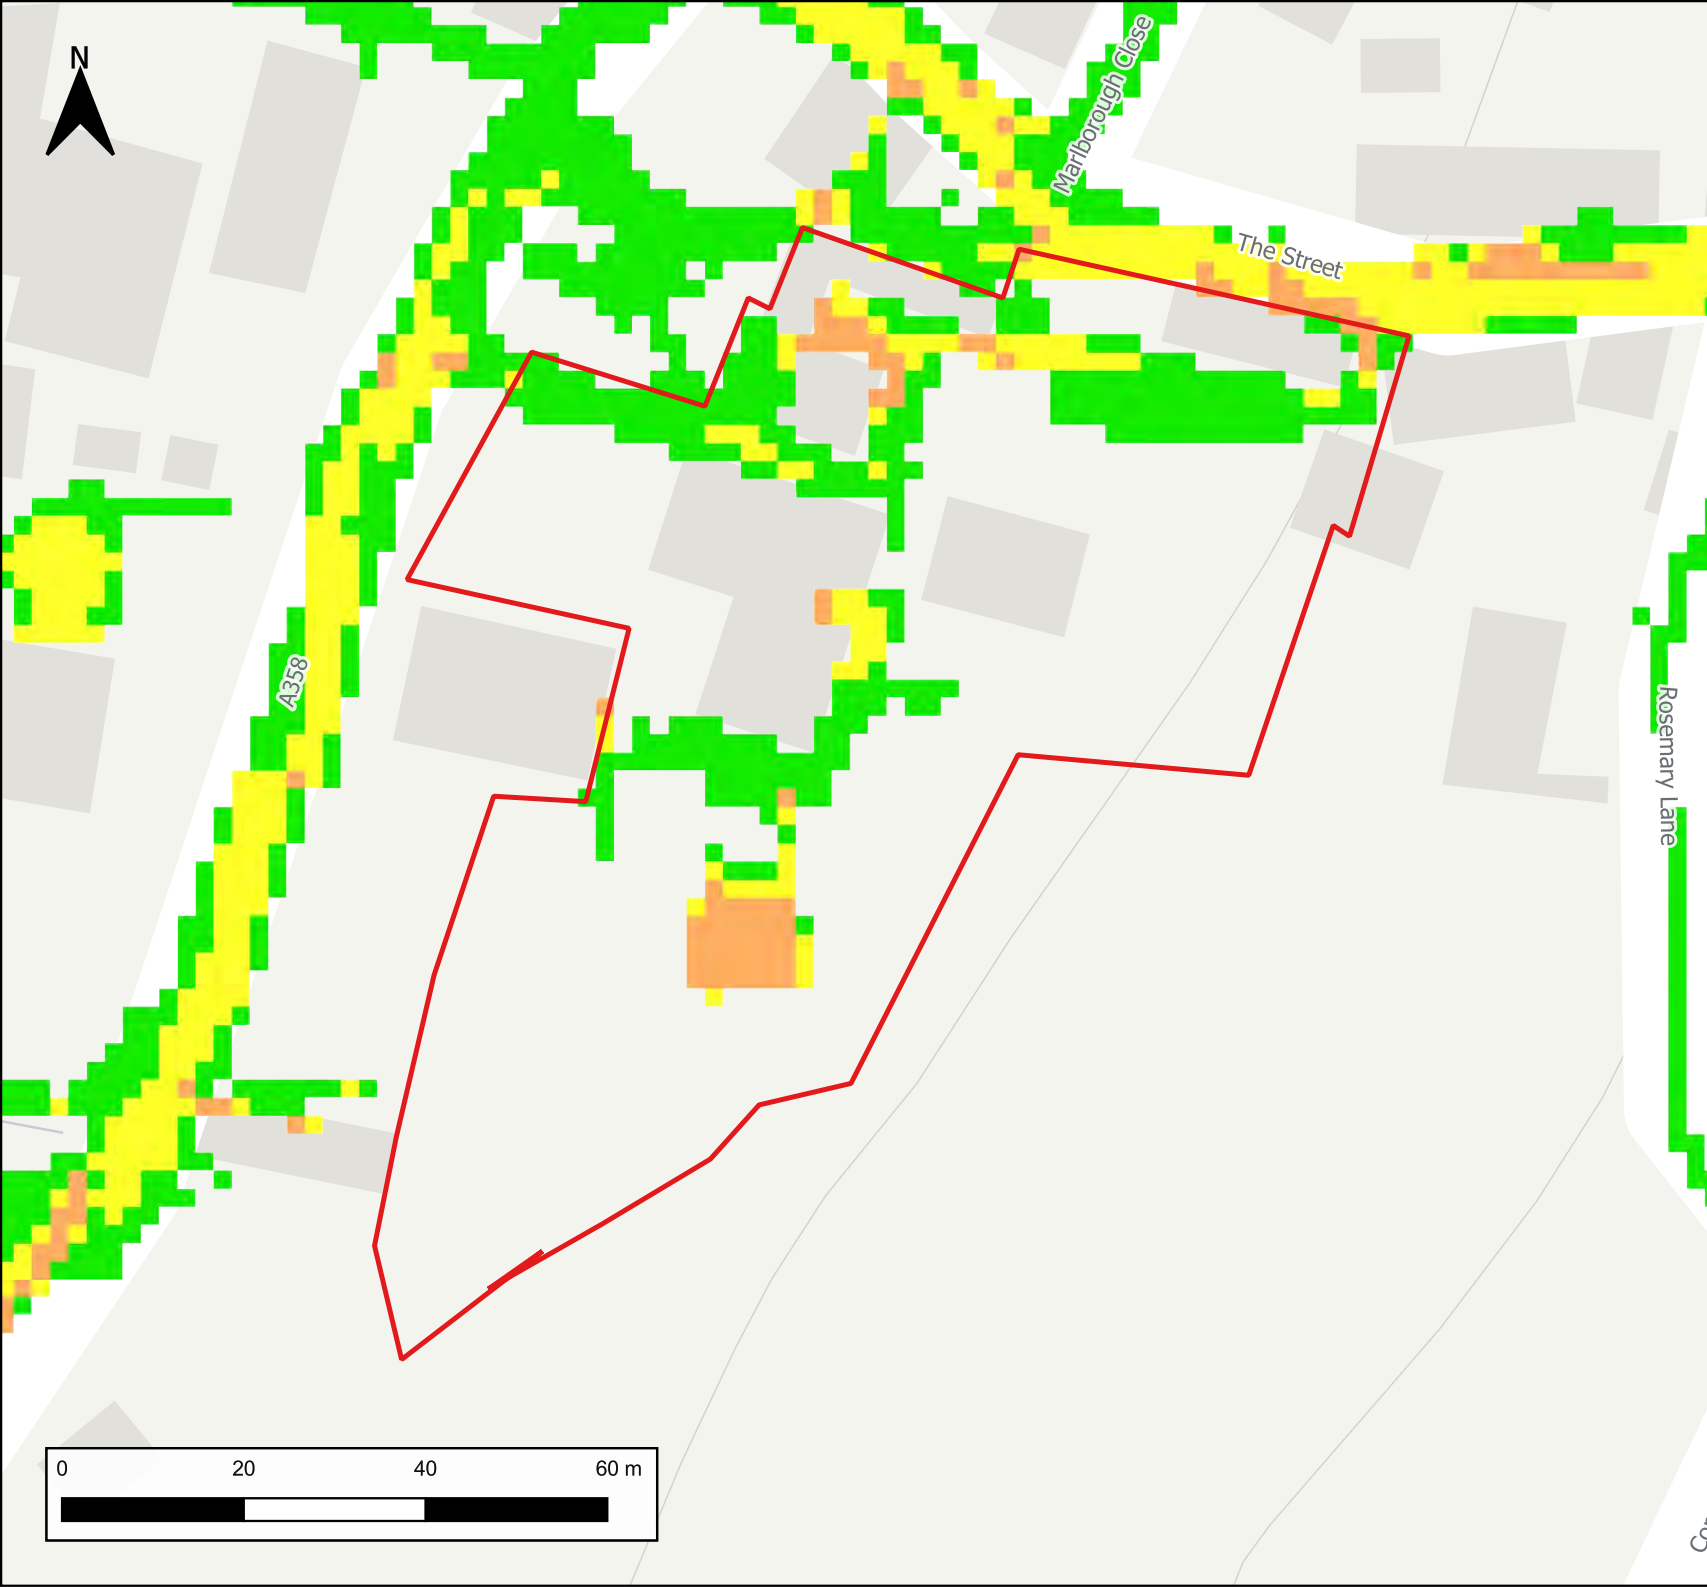 N
Marlborough Close
The Street
A358
Rosemary Lane
0 20 40 60 m